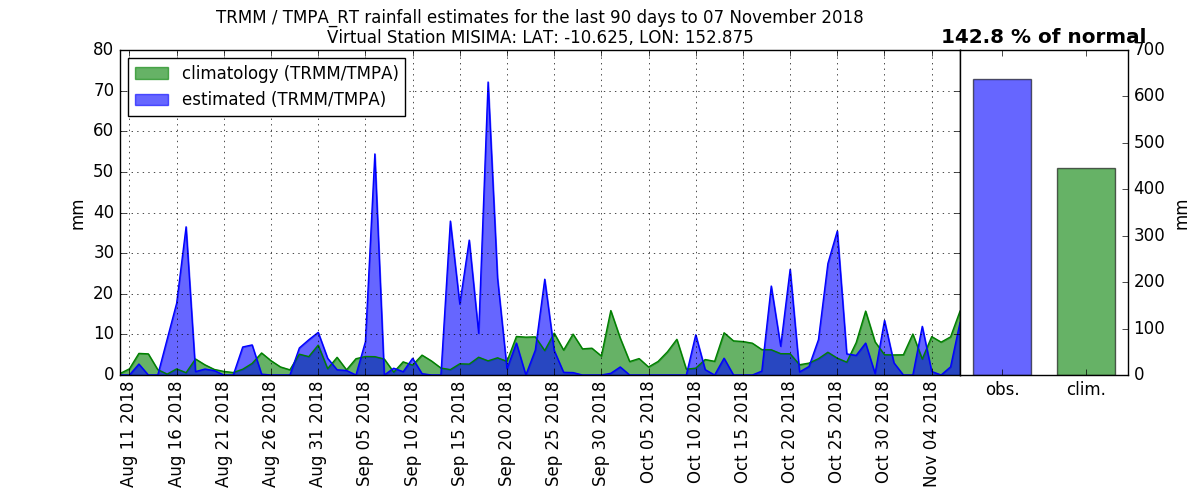 TRMM / TMPA_RT rainfall estimates for the last 90 days to 07 November 2018
Virtual Station MISIMA: LAT: -10.625, LON: 152.875
142.8 % of normal
climatology (TRMM/TMPA)
estimated (TRMM/TMPA)
mm
80
70
60
50
40
30
20
10
0
Aug 11 2018
Aug 16 2018
Aug 21 2018
Aug 26 2018
Aug 31 2018
Sep 05 2018
Sep 10 2018
Sep 15 2018
Sep 20 2018
Sep 25 2018
Sep 30 2018
Oct 05 2018
Oct 10 2018
Oct 15 2018
Oct 20 2018
Oct 25 2018
Oct 30 2018
Nov 04 2018
700
600
500
400
300
200
100
0
mm
obs.
clim.